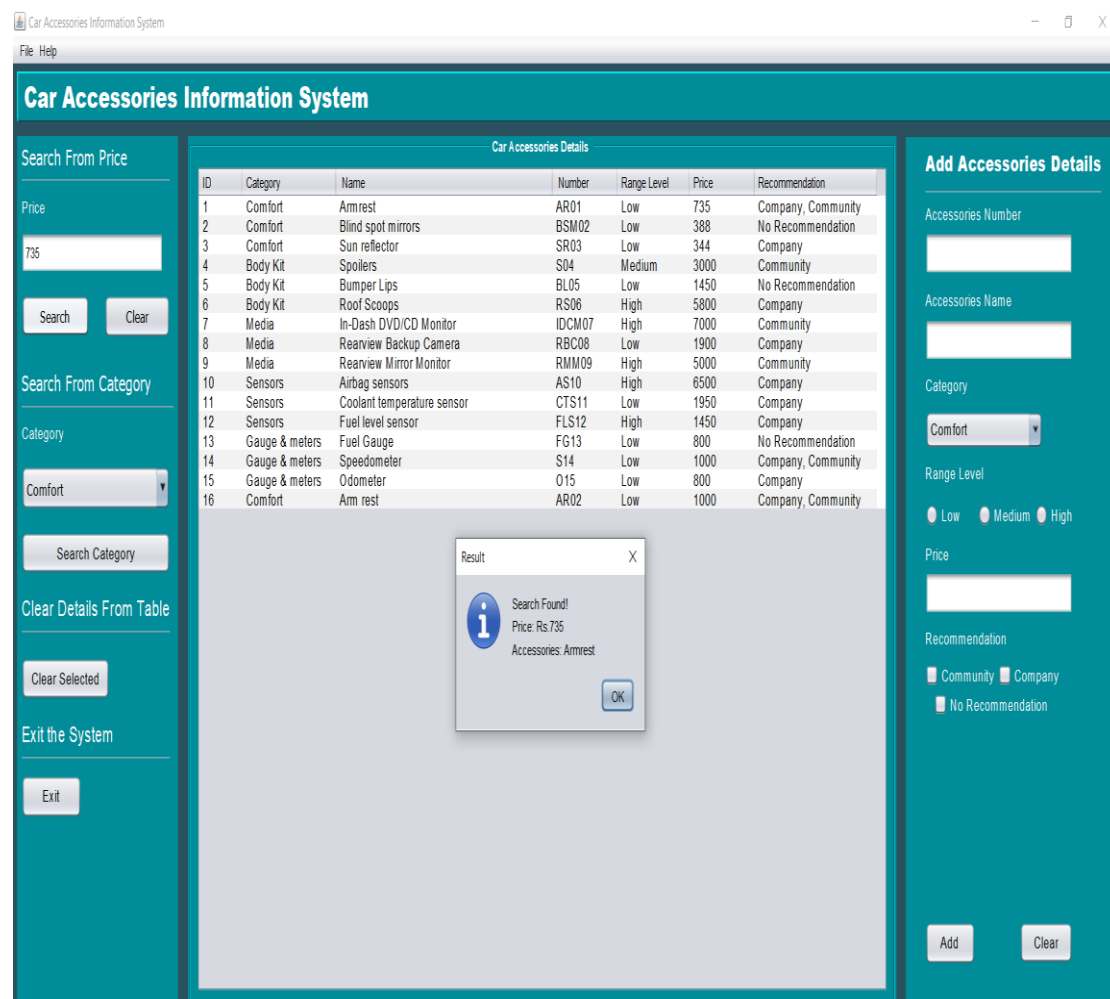 Car Accessories Information System
File Help
Car Accessories Information System
Search From Price
Price
735
Search Clear
Search From Category
Category
Comfort
Search Category
Clear Details From Table
Clear Selected
Exit the System
Exit
Car Accessories Details
ID Category Name Number Range Level Price Recommendation
1 Comfort Armrest AR01 Low 735 Company, Community
2 Comfort Blind spot mirrors BSM02 Low 388 No Recommendation
3 Comfort Sun reflector SR03 Low 344 Company
4 Body Kit Spoilers S04 Medium 3000 Community
5 Body Kit Bumper Lips BL05 Low 1450 No Recommendation
6 Body Kit Roof Scoops RS06 High 5800 Company
7 Media In-Dash DVD/CD Monitor IDCM07 High 7000 Community
8 Media Rearview Backup Camera RBC08 Low 1900 Company
9 Media Rearview Mirror Monitor RMM09 High 5000 Community
10 Sensors Airbag sensors AS10 High 6500 Company
11 Sensors Coolant temperature sensor CTS11 Low 1950 Company
12 Sensors Fuel level sensor FLS12 High 1450 Company
13 Gauge & meters Fuel Gauge FG13 Low 800 No Recommendation
14 Gauge & meters Speedometer S14 Low 1000 Company, Community
15 Gauge & meters Odometer O15 Low 800 Company
16 Comfort Arm rest AR02 Low 1000 Company, Community
Result X
Search Found!
Price: Rs.735
Accessories: Armrest
OK
Add Accessories Details
Accessories Number
Accessories Name
Category
Comfort
Range Level
Low Medium High
Price
Recommendation
Community Company
No Recommendation
Add Clear